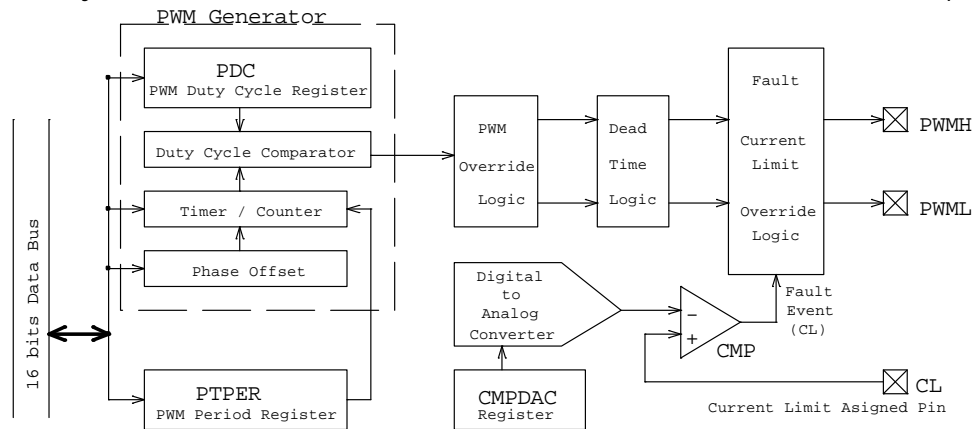 PWM Generator
PDC
PWM Duty Cycle Register
Duty Cycle Comparator
Timer / Counter
Phase Offset
PTPER
PWM Period Register
16 bits Data Bus
PWM
Override
Logic
Dead
Time
Logic
Fault
Current
Limit
Override
Logic
PWMH
PWML
Digital
to
Analog
Converter
CMPDAC
Register
-
+
CMP
Fault
Event
(CL)
CL
Current Limit Asigned Pin